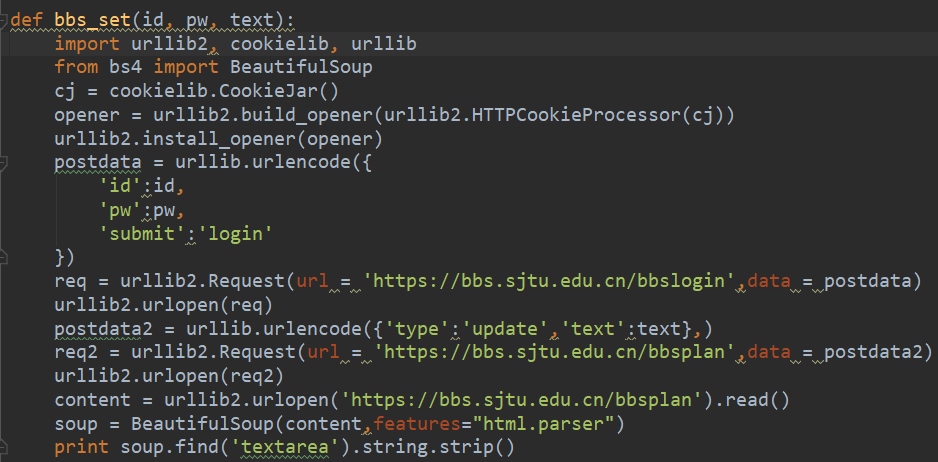 def bbs_set(id, pw, text):
    import urllib2, cookielib, urllib
    from bs4 import BeautifulSoup
    cj = cookielib.CookieJar()
    opener = urllib2.build_opener(urllib2.HTTPCookieProcessor(cj))
    urllib2.install_opener(opener)
    postdata = urllib.urlencode({
        'id':id,
        'pw':pw,
        'submit':'login'
    })
    req = urllib2.Request(url = 'https://bbs.sjtu.edu.cn/bbslogin',data = postdata)
    urllib2.urlopen(req)
    postdata2 = urllib.urlencode({'type':'update','text':text},)
    req2 = urllib2.Request(url = 'https://bbs.sjtu.edu.cn/bbsplan',data = postdata2)
    urllib2.urlopen(req2)
    content = urllib2.urlopen('https://bbs.sjtu.edu.cn/bbsplan').read()
    soup = BeautifulSoup(content,features="html.parser")
    print soup.find('textarea').string.strip()